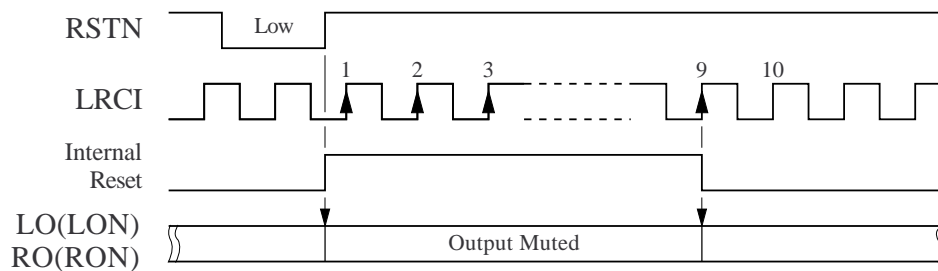 RSTN
Low
1 2 3 9 10
LRCI
Internal
Reset
LO(LON)
Output Muted
RO(RON)